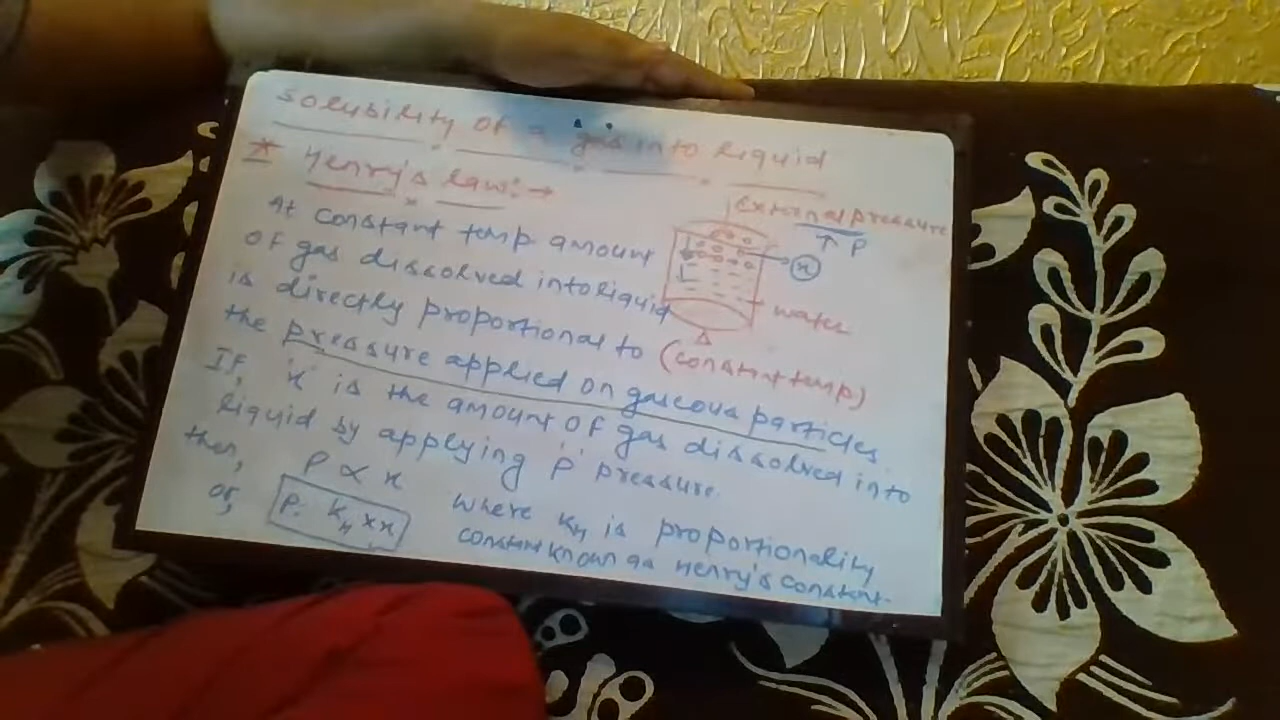 Solubility of a gas into liquid
* Henry's law:→
External pressure
↑ P
x
At constant temp amount
of gas dissolved into liquid
water
is directly proportional to
(constant temp)
the pressure applied on gaseous particles
If, 'x' is the amount of gas dissolved into
liquid by applying 'P' pressure.
then,
P ∝ x
or, P = K_H × x
where K_H is proportionality
constant known as Henry's constant.